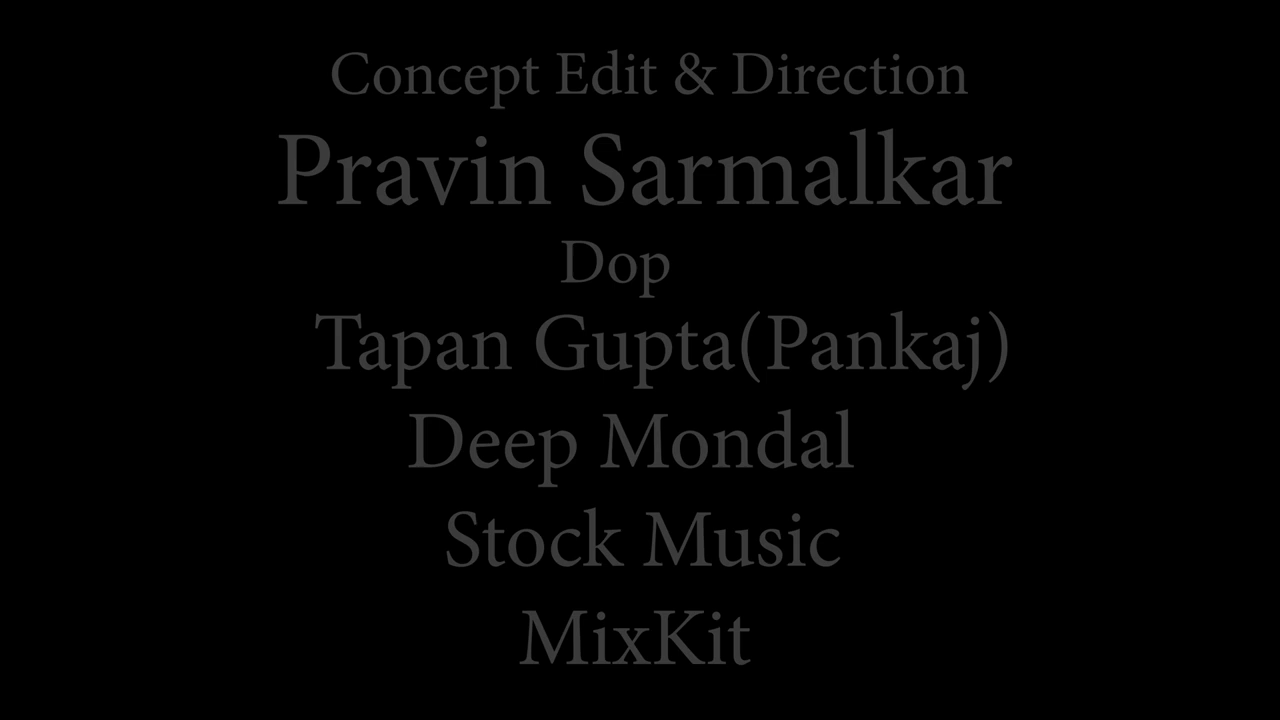 Concept Edit & Direction
Pravin Sarmalkar
Dop
Tapan Gupta(Pankaj)
Deep Mondal
Stock Music
MixKit